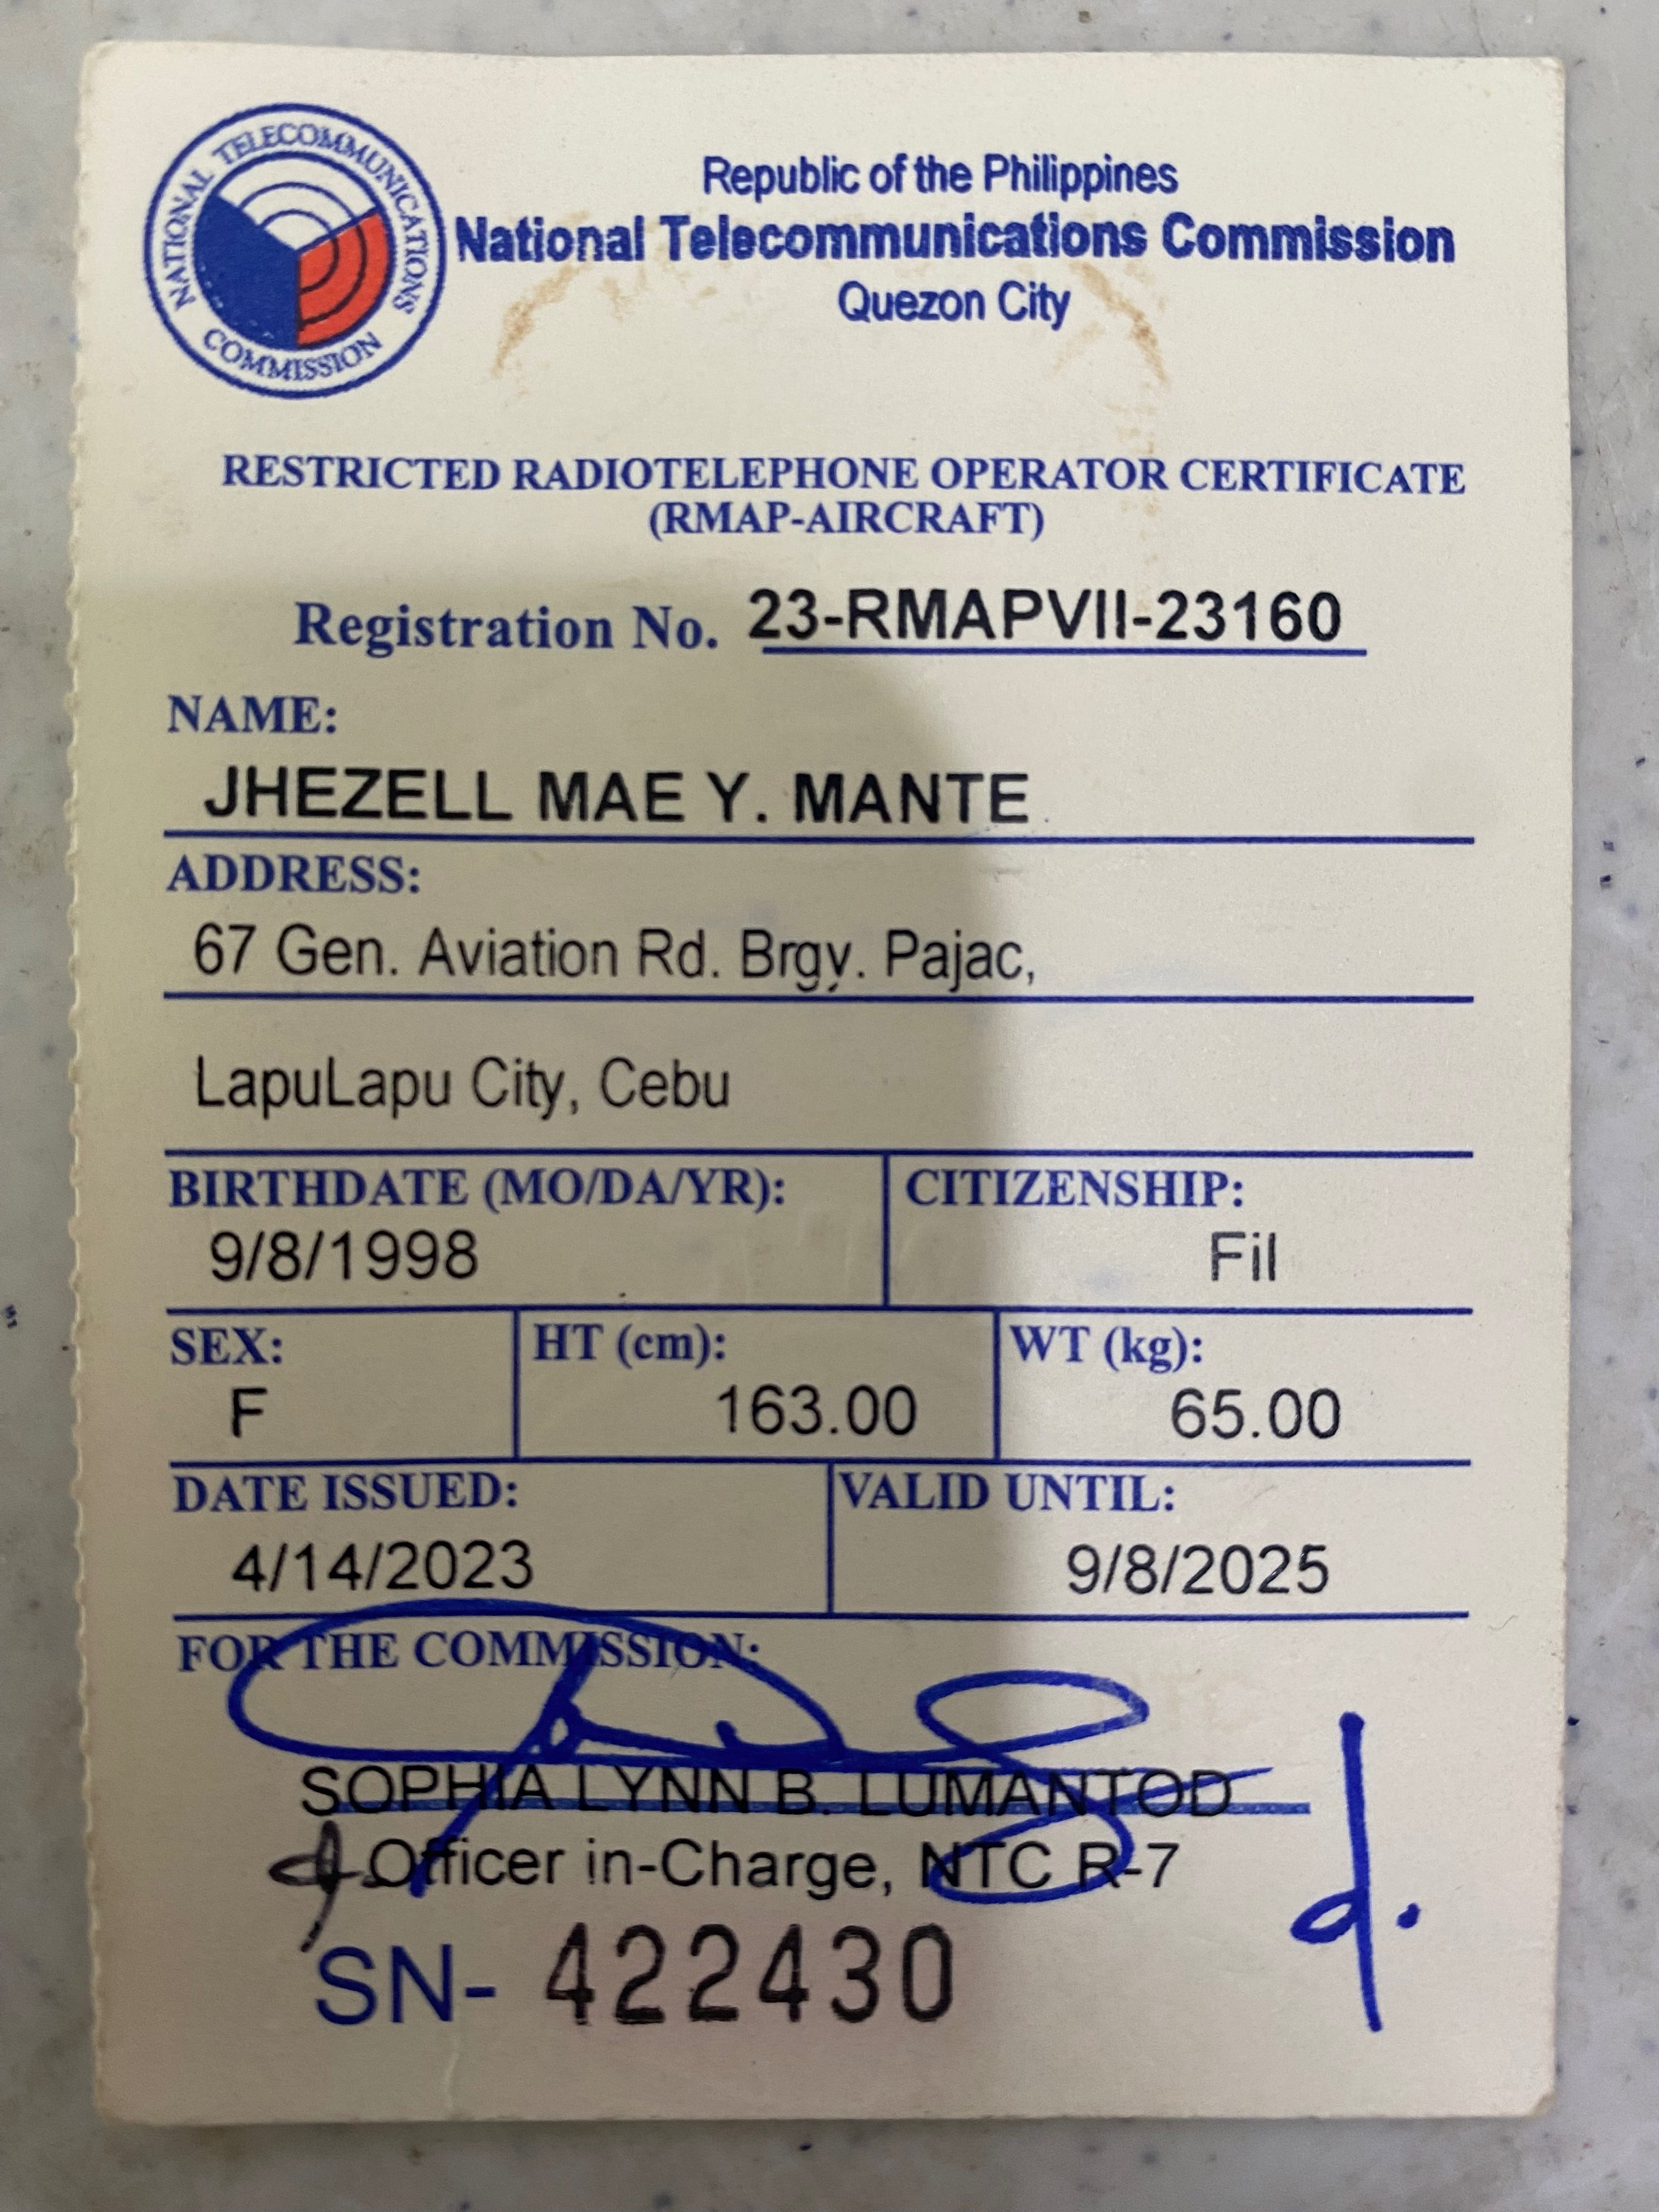 NATIONAL TELECOMMUNICATIONS COMMISSION
Republic of the Philippines
National Telecommunications Commission
Quezon City
RESTRICTED RADIOTELEPHONE OPERATOR CERTIFICATE
(RMAP-AIRCRAFT)
Registration No. 23-RMAPVII-23160
NAME:
JHEZELL MAE Y. MANTE
ADDRESS:
67 Gen. Aviation Rd. Brgy. Pajac,
LapuLapu City, Cebu
BIRTHDATE (MO/DA/YR): CITIZENSHIP:
9/8/1998 Fil
SEX: HT (cm): WT (kg):
F 163.00 65.00
DATE ISSUED: VALID UNTIL:
4/14/2023 9/8/2025
FOR THE COMMISSION:
SOPHIA LYNN B. LUMANTOD
Officer in-Charge, NTC R-7
SN- 422430